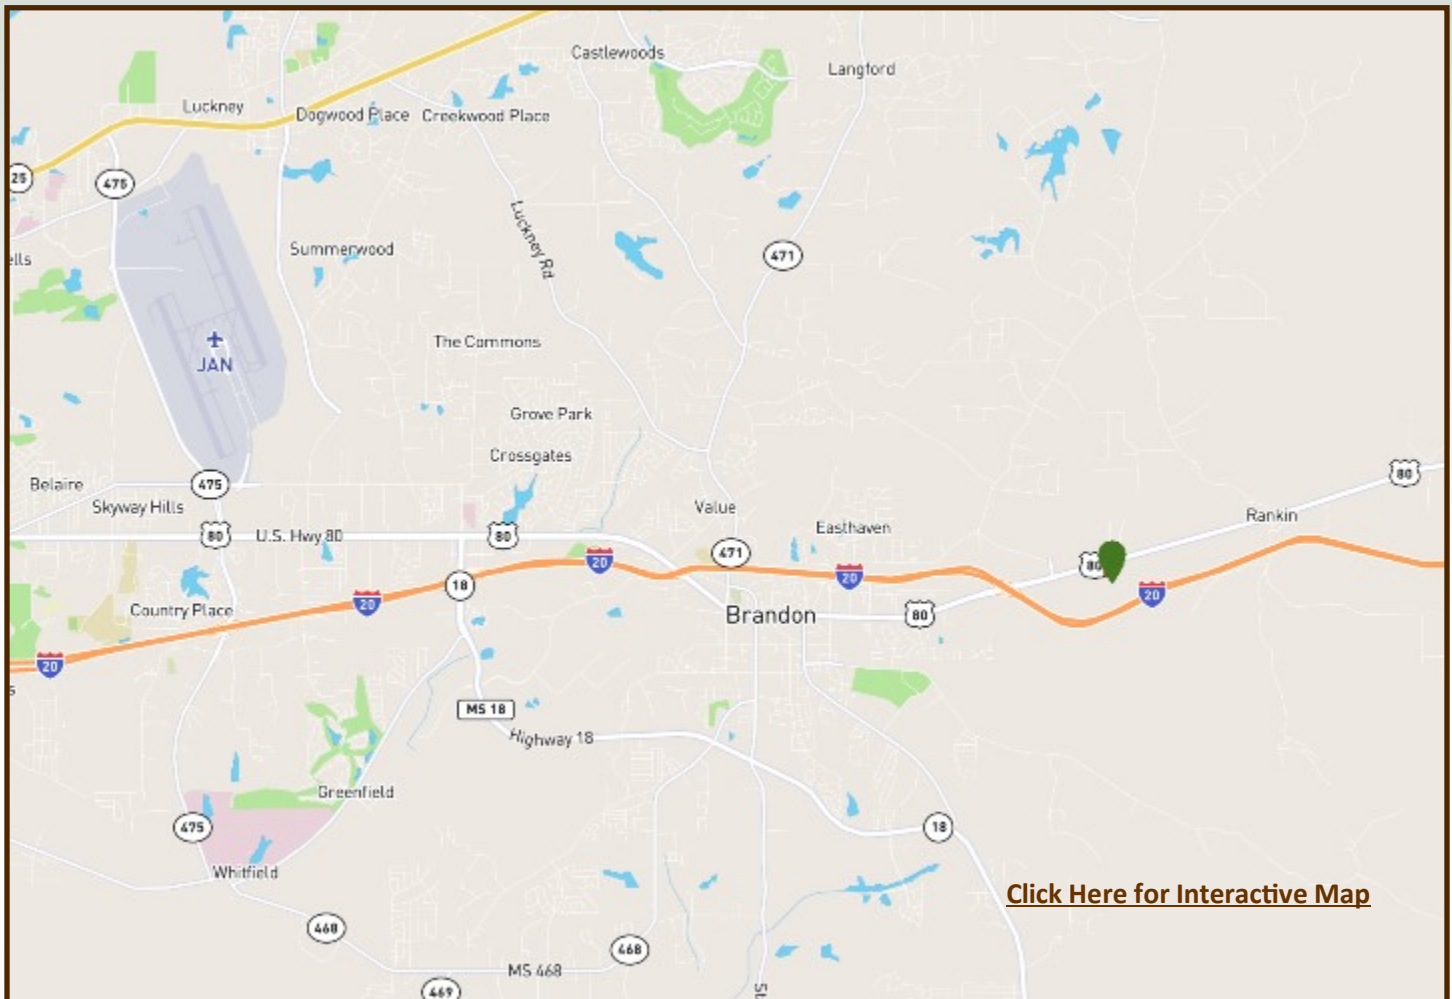 Castlewoods
Langford
Luckney
Dogwood Place
Creekwood Place
25
475
Luckney Rd
Summerwood
471
ells
JAN
The Commons
Grove Park
Crossgates
Belaire
475
Skyway Hills
Value
Rankin
80
80
U.S. Hwy 80
80
Easthaven
471
20
20
80
20
18
20
Country Place
Brandon
80
20
s
MS 18
Highway 18
Greenfield
475
18
Whitfield
Click Here for Interactive Map
468
468
MS 468
469